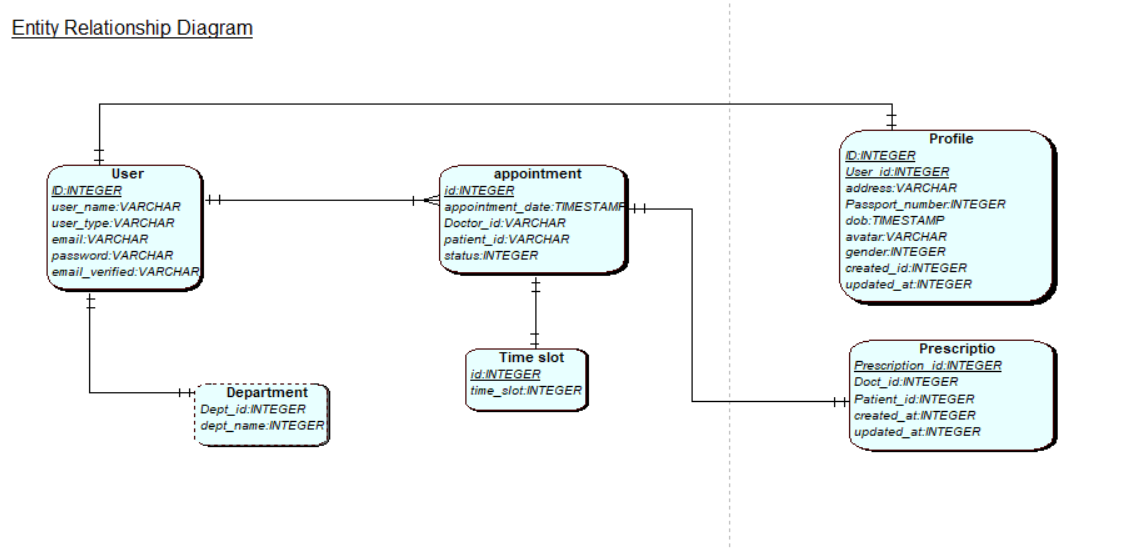 Entity Relationship Diagram
User
ID:INTEGER
user_name:VARCHAR
user_type:VARCHAR
email:VARCHAR
password:VARCHAR
email_verified:VARCHAR
appointment
id:INTEGER
appointment_date:TIMESTAMP
Doctor_id:VARCHAR
patient_id:VARCHAR
status:INTEGER
Profile
ID:INTEGER
User_id:INTEGER
address:VARCHAR
Passport_number:INTEGER
dob:TIMESTAMP
avatar:VARCHAR
gender:INTEGER
created_id:INTEGER
updated_at:INTEGER
Department
Dept_id:INTEGER
dept_name:INTEGER
Time slot
id:INTEGER
time_slot:INTEGER
Prescriptio
Prescription_id:INTEGER
Doct_id:INTEGER
Patient_id:INTEGER
created_at:INTEGER
updated_at:INTEGER